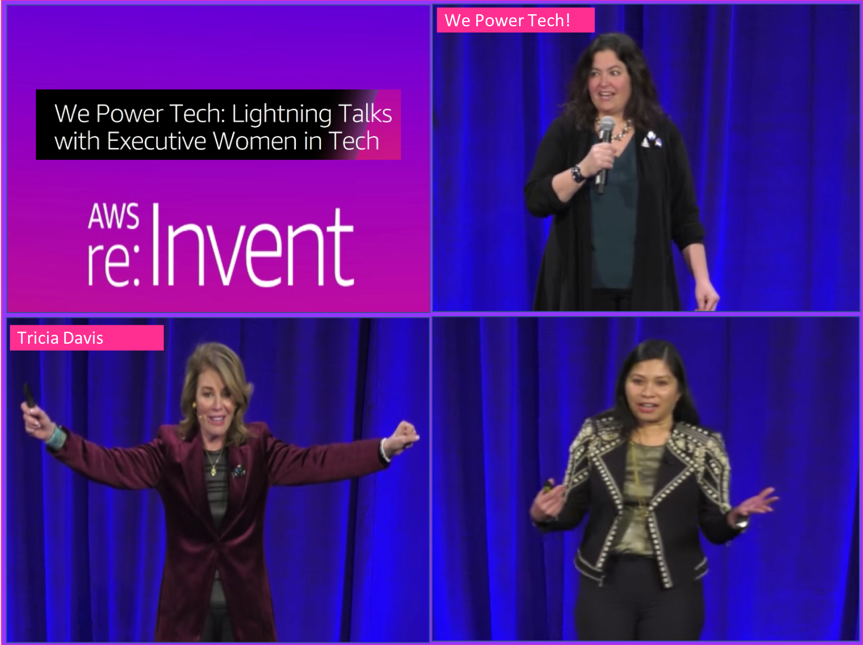 We Power Tech: Lightning Talks
with Executive Women in Tech
AWS
re:Invent
We Power Tech!
Tricia Davis